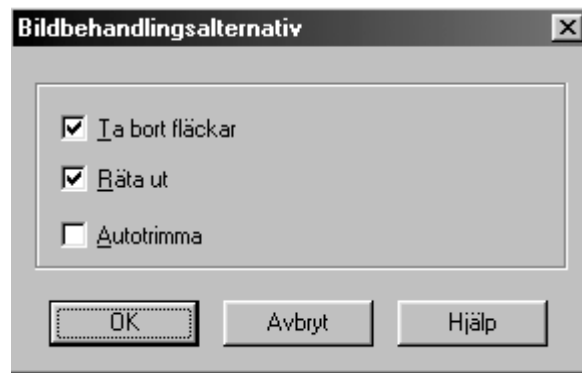 Bildbehandlingsalternativ
Ta bort fläckar
Räta ut
Autotrimma
OK Avbryt Hjälp